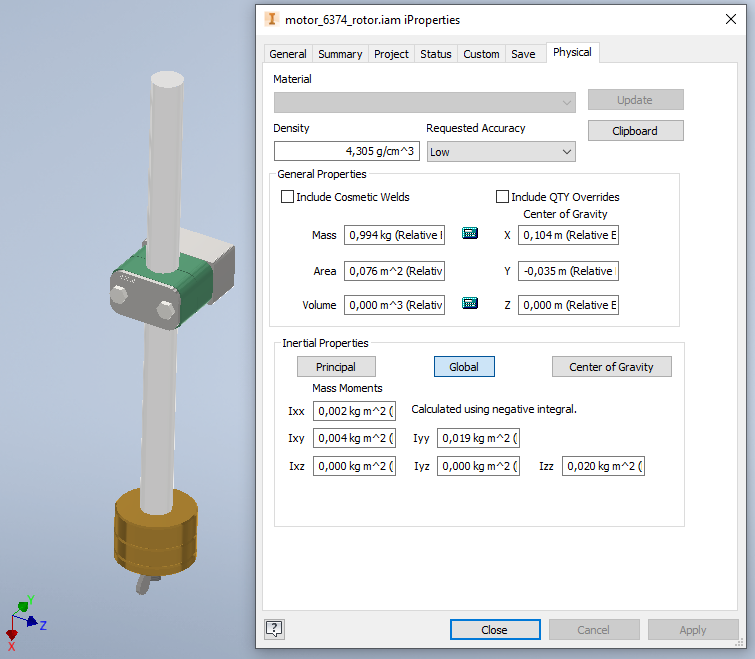 motor_6374_rotor.iam iProperties
General Summary Project Status Custom Save Physical
Material
Update
Density Requested Accuracy Clipboard
4,305 g/cm^3 Low
General Properties
Include Cosmetic Welds Include QTY Overrides
Center of Gravity
Mass 0,994 kg (Relative X 0,104 m (Relative E
Area 0,076 m^2 (Relativ Y -0,035 m (Relative
Volume 0,000 m^3 (Relativ Z 0,000 m (Relative E
Inertial Properties
Principal Global Center of Gravity
Mass Moments
Ixx 0,002 kg m^2 ( Calculated using negative integral.
Ixy 0,004 kg m^2 ( Iyy 0,019 kg m^2 (
Ixz 0,000 kg m^2 ( Iyz 0,000 kg m^2 ( Izz 0,020 kg m^2 (
Y
Z
X
?
Close Cancel Apply